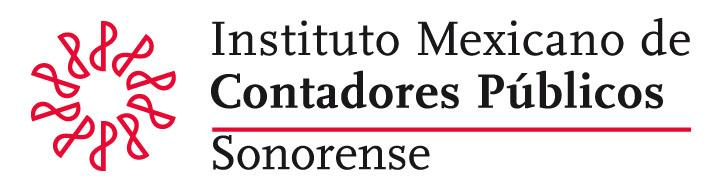 Instituto Mexicano de
Contadores Públicos
Sonorense